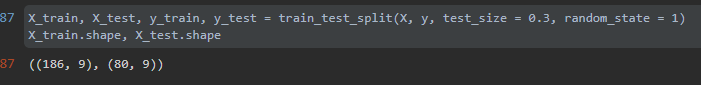 87 X_train, X_test, y_train, y_test = train_test_split(X, y, test_size = 0.3, random_state = 1)
X_train.shape, X_test.shape
87 ((186, 9), (80, 9))